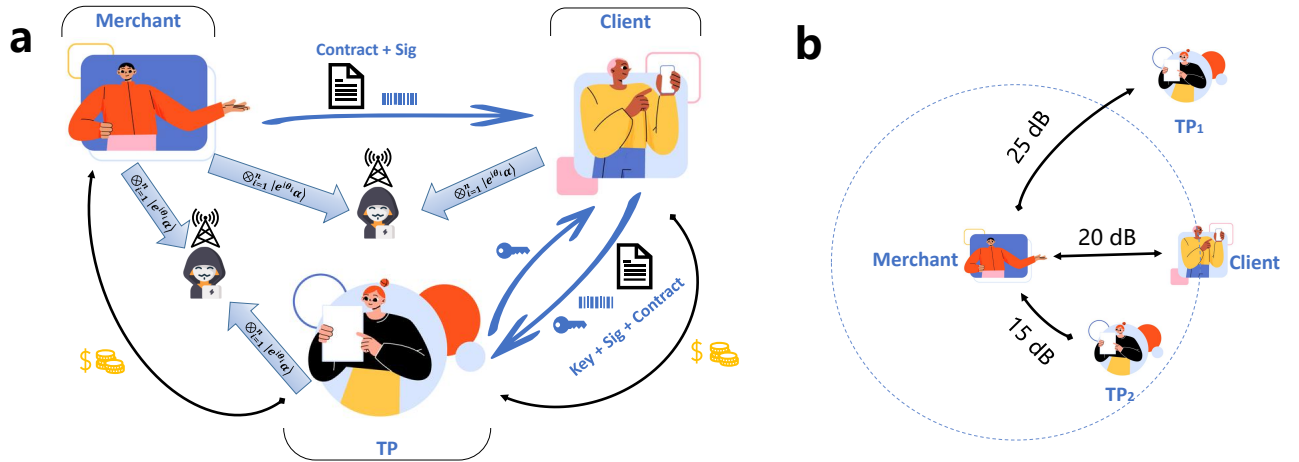 a
Merchant
Client
Contract + Sig
⊗ⁿᵢ₌₁ |e^{iθᵢ}α⟩
⊗ⁿᵢ₌₁ |e^{iθᵢ}α⟩
⊗ⁿᵢ₌₁ |e^{iθᵢ}α⟩
⊗ⁿᵢ₌₁ |e^{iθᵢ}α⟩
$
$
Key + Sig + Contract
TP
b
TP₁
25 dB
Merchant
20 dB
Client
15 dB
TP₂